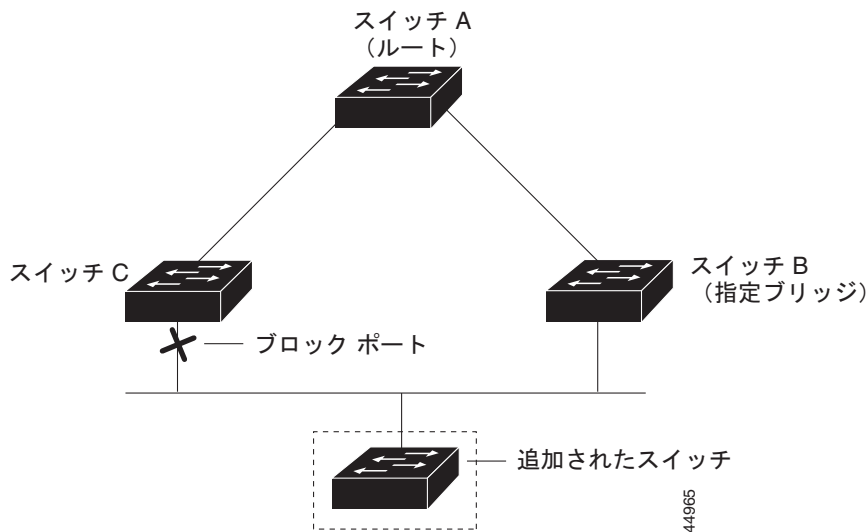 スイッチ A
（ルート）
スイッチ C
スイッチ B
（指定ブリッジ）
ブロック ポート
追加されたスイッチ
44965